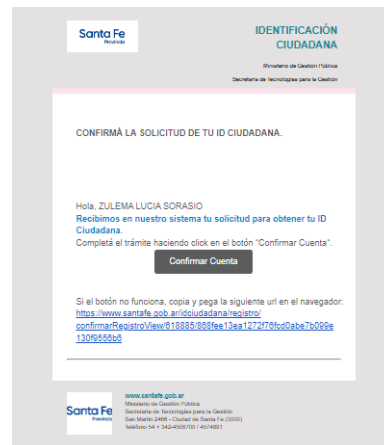 Santa Fe
Provincia
IDENTIFICACIÓN
CIUDADANA
Ministerio de Gestión Pública
Secretaría de Tecnologías para la Gestión
CONFIRMÁ LA SOLICITUD DE TU ID CIUDADANA.
Hola, ZULEMA LUCIA SORASIO
Recibimos en nuestro sistema tu solicitud para obtener tu ID
Ciudadana.
Completá el trámite haciendo click en el botón "Confirmar Cuenta".
Confirmar Cuenta
Si el botón no funciona, copia y pega la siguiente url en el navegador:
https://www.santafe.gob.ar/idciudadana/registro/
confirmarRegistroView/618885/868fee13ea1272f76fcd0abe7b099e
130f9556b6
Santa Fe
Provincia
www.santafe.gob.ar
Ministerio de Gestión Pública
Secretaría de Tecnologías para la Gestión
San Martín 2466 - Ciudad de Santa Fe (3000)
Teléfono 54 + 342-4508700 / 4574891